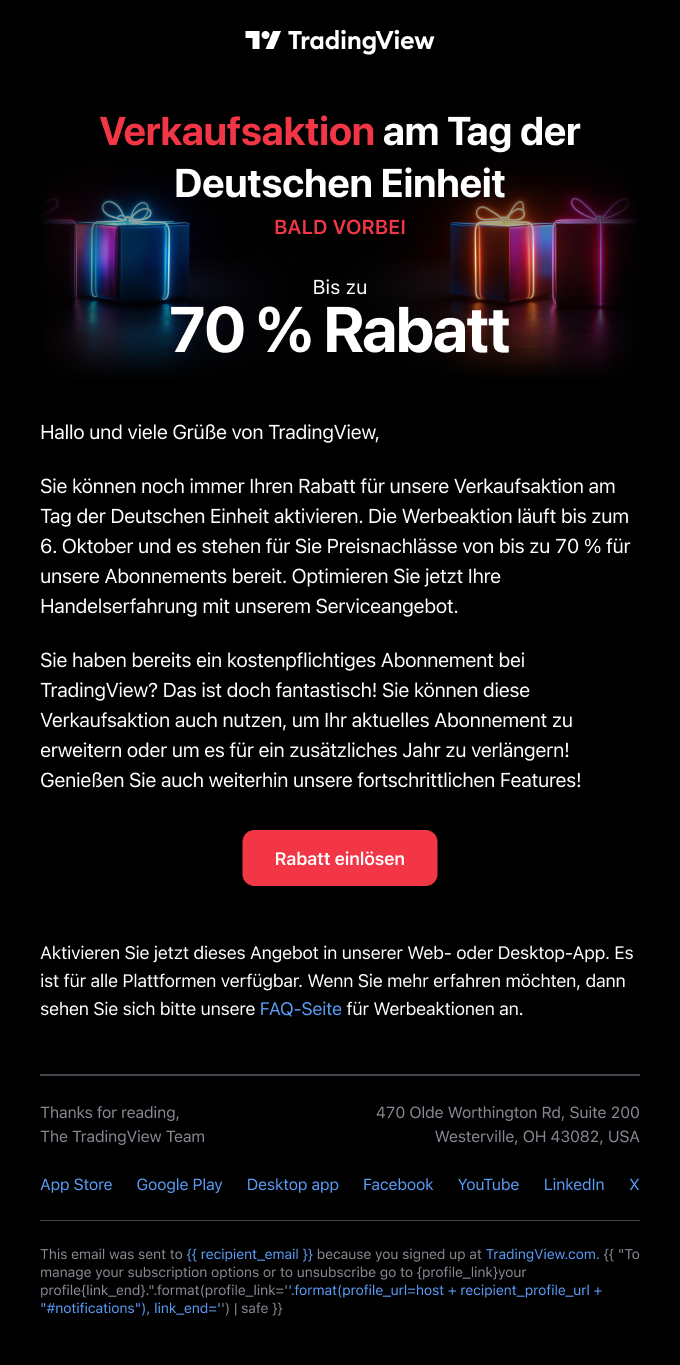 TradingView
Verkaufsaktion am Tag der
Deutschen Einheit
BALD VORBEI
Bis zu
70 % Rabatt
Hallo und viele Grüße von TradingView,
Sie können noch immer Ihren Rabatt für unsere Verkaufsaktion am
Tag der Deutschen Einheit aktivieren. Die Werbeaktion läuft bis zum
6. Oktober und es stehen für Sie Preisnachlässe von bis zu 70 % für
unsere Abonnements bereit. Optimieren Sie jetzt Ihre
Handelserfahrung mit unserem Serviceangebot.
Sie haben bereits ein kostenpflichtiges Abonnement bei
TradingView? Das ist doch fantastisch! Sie können diese
Verkaufsaktion auch nutzen, um Ihr aktuelles Abonnement zu
erweitern oder um es für ein zusätzliches Jahr zu verlängern!
Genießen Sie auch weiterhin unsere fortschrittlichen Features!
Rabatt einlösen
Aktivieren Sie jetzt dieses Angebot in unserer Web- oder Desktop-App. Es
ist für alle Plattformen verfügbar. Wenn Sie mehr erfahren möchten, dann
sehen Sie sich bitte unsere FAQ-Seite für Werbeaktionen an.
Thanks for reading,
The TradingView Team
470 Olde Worthington Rd, Suite 200
Westerville, OH 43082, USA
App Store Google Play Desktop app Facebook YouTube LinkedIn X
This email was sent to {{ recipient_email }} because you signed up at TradingView.com. {{ "To
manage your subscription options or to unsubscribe go to {profile_link}your
profile{link_end}.".format(profile_link=''.format(profile_url=host + recipient_profile_url +
"#notifications"), link_end='') | safe }}